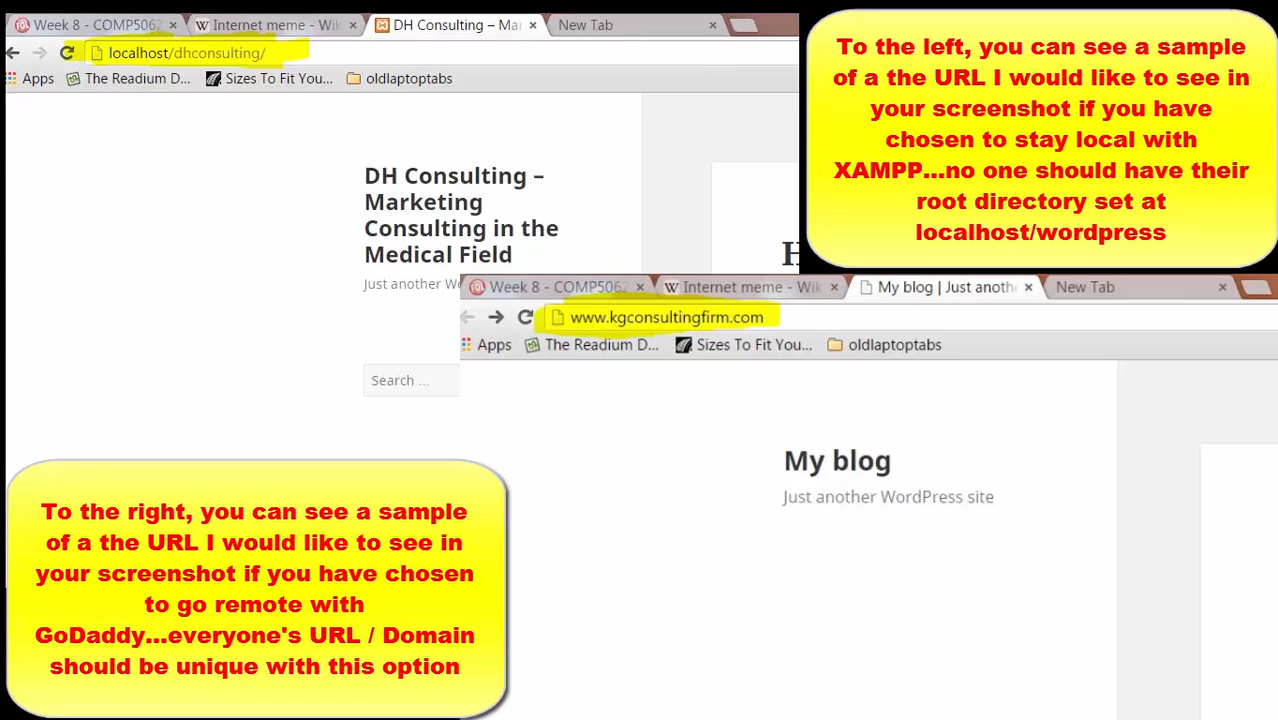 Week 8 - COMP5062
Internet meme - Wik
DH Consulting – Ma
New Tab
localhost/dhconsulting/
Apps
The Readium D...
Sizes To Fit You...
oldlaptoptabs
DH Consulting –
Marketing
Consulting in the
Medical Field
Just another Wo
Search ...
H
To the left, you can see a sample
of a the URL I would like to see in
your screenshot if you have
chosen to stay local with
XAMPP...no one should have their
root directory set at
localhost/wordpress
Week 8 - COMP5062
Internet meme - Wik
My blog | Just anoth
New Tab
www.kgconsultingfirm.com
Apps
The Readium D...
Sizes To Fit You...
oldlaptoptabs
My blog
Just another WordPress site
To the right, you can see a sample
of a the URL I would like to see in
your screenshot if you have chosen
to go remote with
GoDaddy...everyone's URL / Domain
should be unique with this option